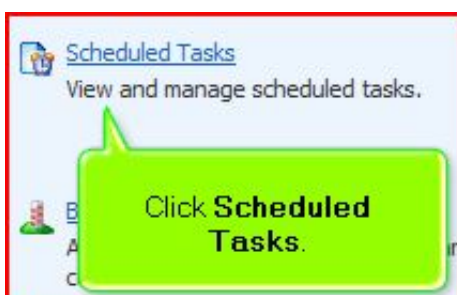 Scheduled Tasks
View and manage scheduled tasks.
Click Scheduled
Tasks.